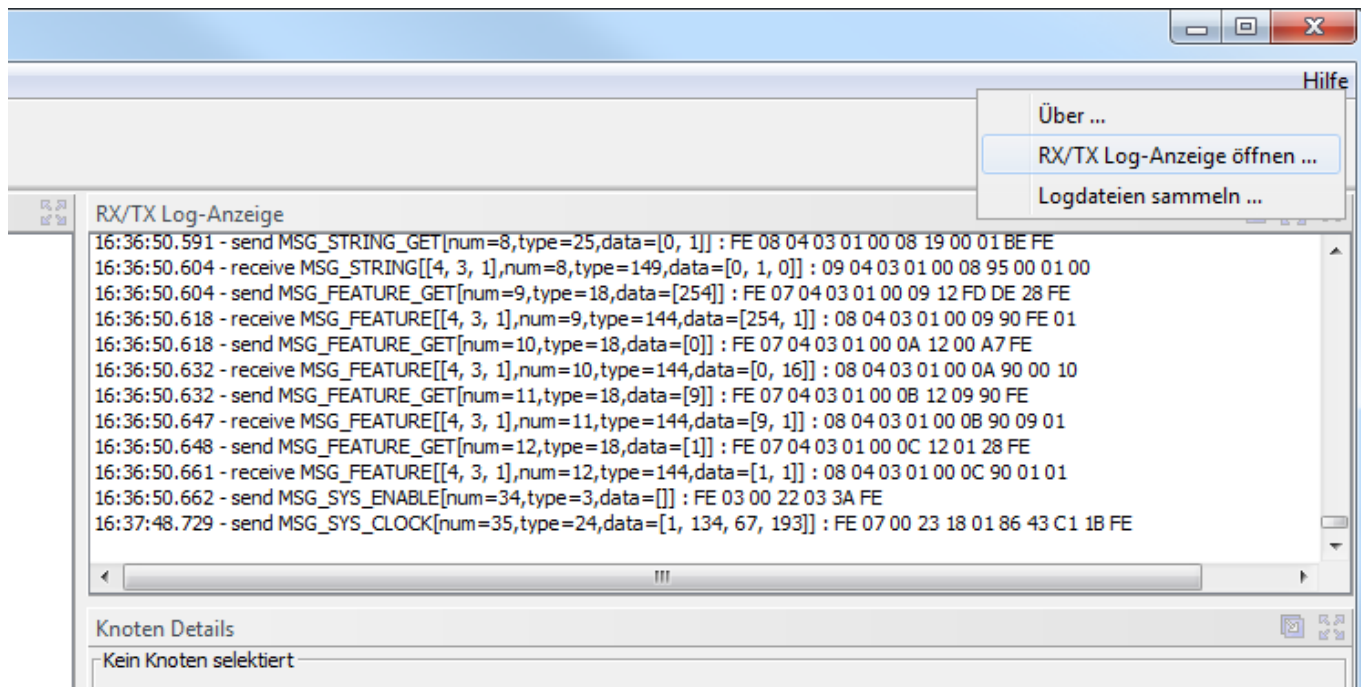 Hilfe
Über ...
RX/TX Log-Anzeige öffnen ...
Logdateien sammeln ...
RX/TX Log-Anzeige
16:36:50.591 - send MSG_STRING_GET[num=8,type=25,data=[0, 1]] : FE 08 04 03 01 00 08 19 00 01 BE FE
16:36:50.604 - receive MSG_STRING[[4, 3, 1],num=8,type=149,data=[0, 1, 0]] : 09 04 03 01 00 08 95 00 01 00
16:36:50.604 - send MSG_FEATURE_GET[num=9,type=18,data=[254]] : FE 07 04 03 01 00 09 12 FD DE 28 FE
16:36:50.618 - receive MSG_FEATURE[[4, 3, 1],num=9,type=144,data=[254, 1]] : 08 04 03 01 00 09 90 FE 01
16:36:50.618 - send MSG_FEATURE_GET[num=10,type=18,data=[0]] : FE 07 04 03 01 00 0A 12 00 A7 FE
16:36:50.632 - receive MSG_FEATURE[[4, 3, 1],num=10,type=144,data=[0, 16]] : 08 04 03 01 00 0A 90 00 10
16:36:50.632 - send MSG_FEATURE_GET[num=11,type=18,data=[9]] : FE 07 04 03 01 00 0B 12 09 90 FE
16:36:50.647 - receive MSG_FEATURE[[4, 3, 1],num=11,type=144,data=[9, 1]] : 08 04 03 01 00 0B 90 09 01
16:36:50.648 - send MSG_FEATURE_GET[num=12,type=18,data=[1]] : FE 07 04 03 01 00 0C 12 01 28 FE
16:36:50.661 - receive MSG_FEATURE[[4, 3, 1],num=12,type=144,data=[1, 1]] : 08 04 03 01 00 0C 90 01 01
16:36:50.662 - send MSG_SYS_ENABLE[num=34,type=3,data=[]] : FE 03 00 22 03 3A FE
16:37:48.729 - send MSG_SYS_CLOCK[num=35,type=24,data=[1, 134, 67, 193]] : FE 07 00 23 18 01 86 43 C1 1B FE
Knoten Details
Kein Knoten selektiert